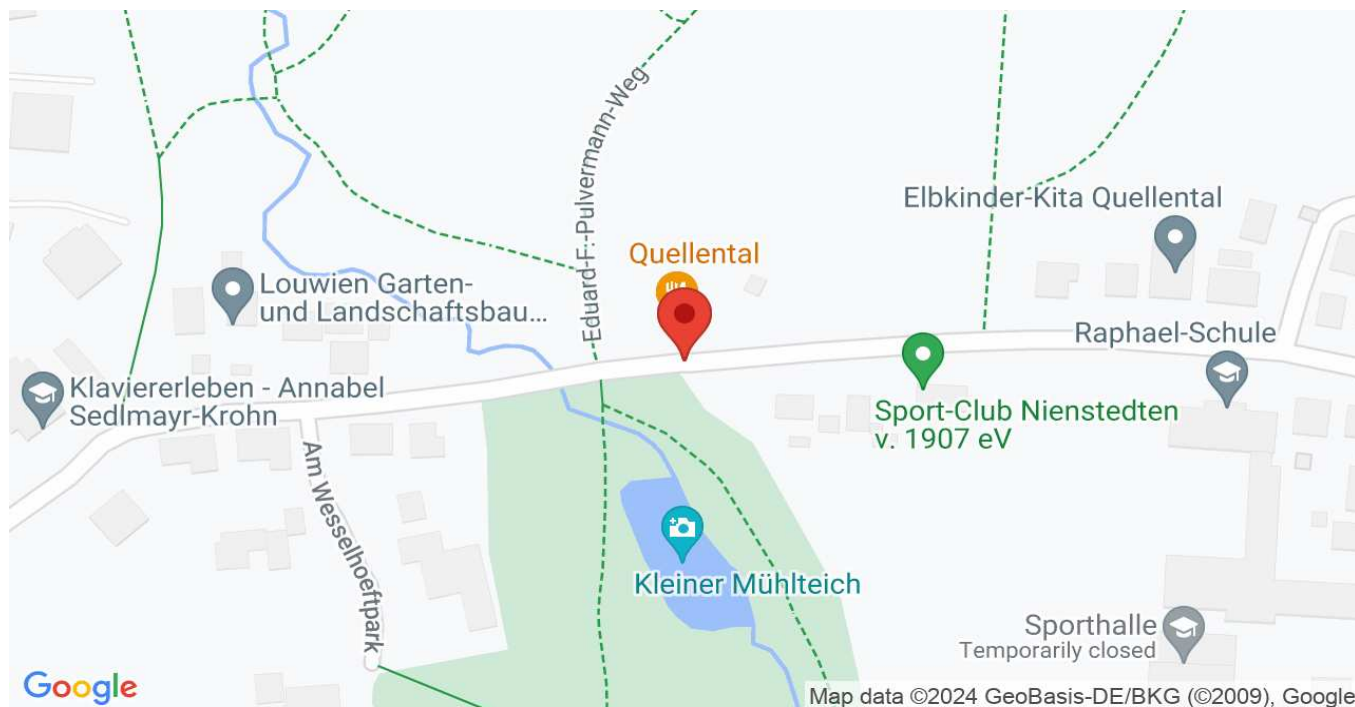 Eduard-F.-Pulvermann-Weg
Elbkinder-Kita Quellental
Quellental
Louwien Garten-
und Landschaftsbau...
Raphael-Schule
Klaviererleben - Annabel
Sedlmayr-Krohn
Sport-Club Nienstedten
v. 1907 eV
Am Wesselhoeftpark
Kleiner Mühlteich
Sporthalle
Temporarily closed
Google
Map data ©2024 GeoBasis-DE/BKG (©2009), Google